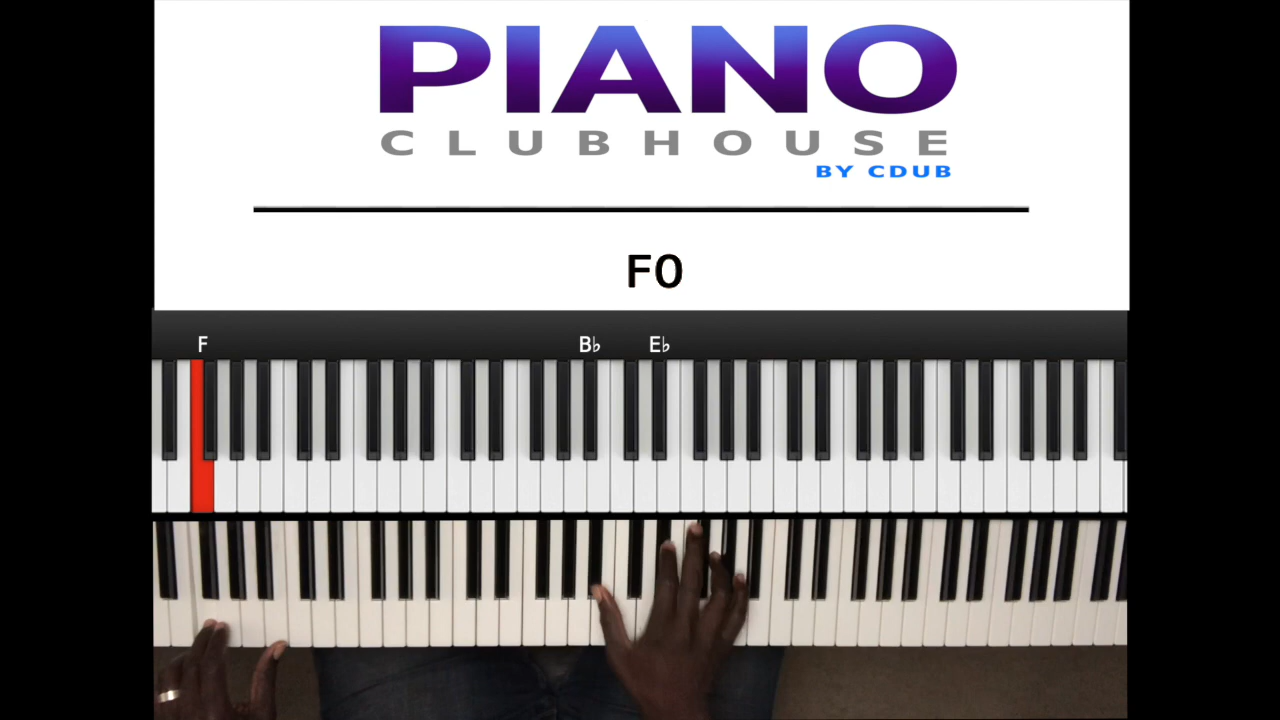 PIANO
CLUBHOUSE
BY CDUB
F0
F B♭ E♭